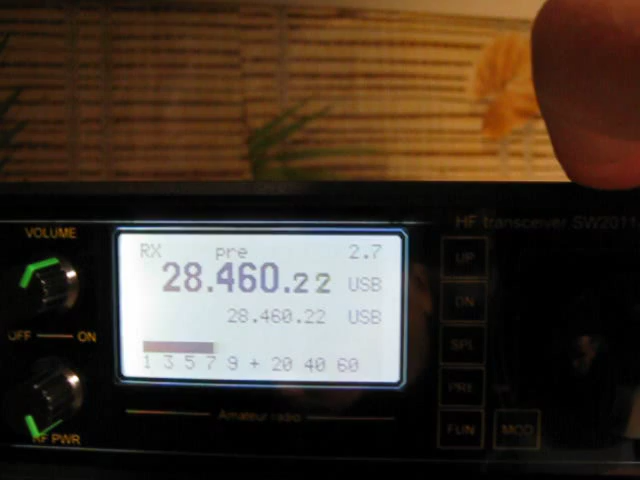 HF transceiver SW2011
VOLUME
OFF ON
RF PWR
RX pre 2.7
28.460.22 USB
28.460.22 USB
1 3 5 7 9 + 20 40 60
Amateur radio
UP
DN
SPL
PRE
FUN MOD